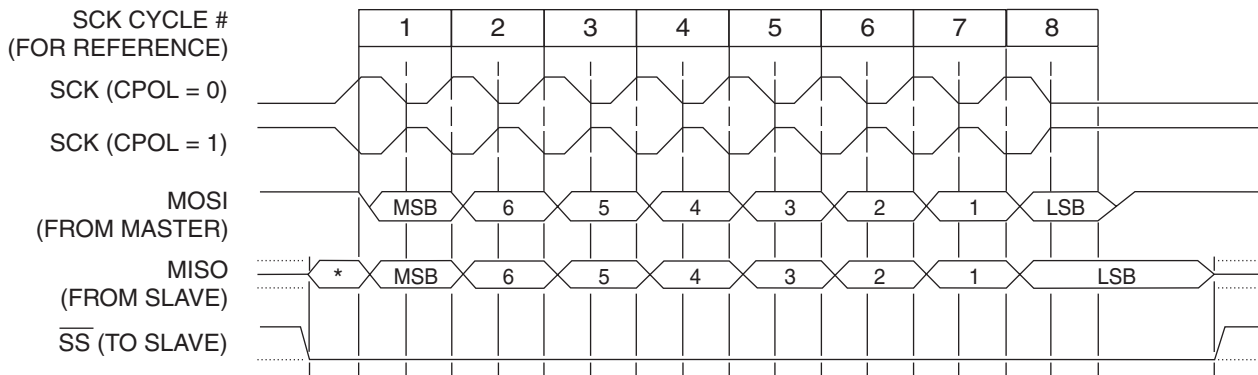 SCK CYCLE #
(FOR REFERENCE)
1 2 3 4 5 6 7 8
SCK (CPOL = 0)
SCK (CPOL = 1)
MOSI
(FROM MASTER)
MSB 6 5 4 3 2 1 LSB
MISO
(FROM SLAVE)
* MSB 6 5 4 3 2 1 LSB
SS (TO SLAVE)